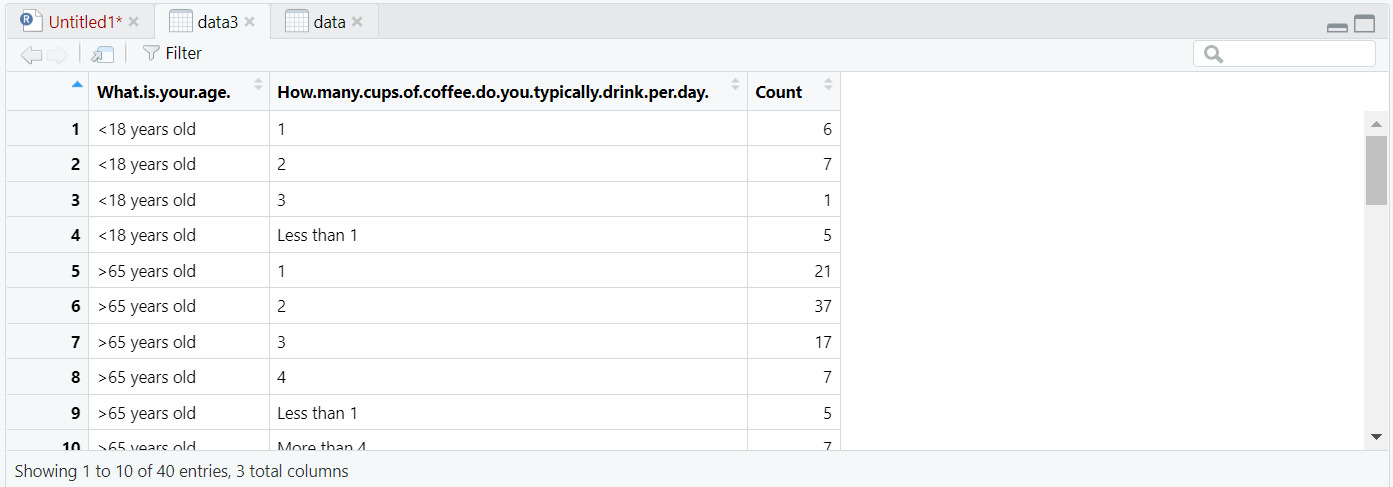 Untitled1* data3 data
Filter
What.is.your.age. How.many.cups.of.coffee.do.you.typically.drink.per.day. Count
1 <18 years old 1 6
2 <18 years old 2 7
3 <18 years old 3 1
4 <18 years old Less than 1 5
5 >65 years old 1 21
6 >65 years old 2 37
7 >65 years old 3 17
8 >65 years old 4 7
9 >65 years old Less than 1 5
10 >65 years old More than 4 7
Showing 1 to 10 of 40 entries, 3 total columns